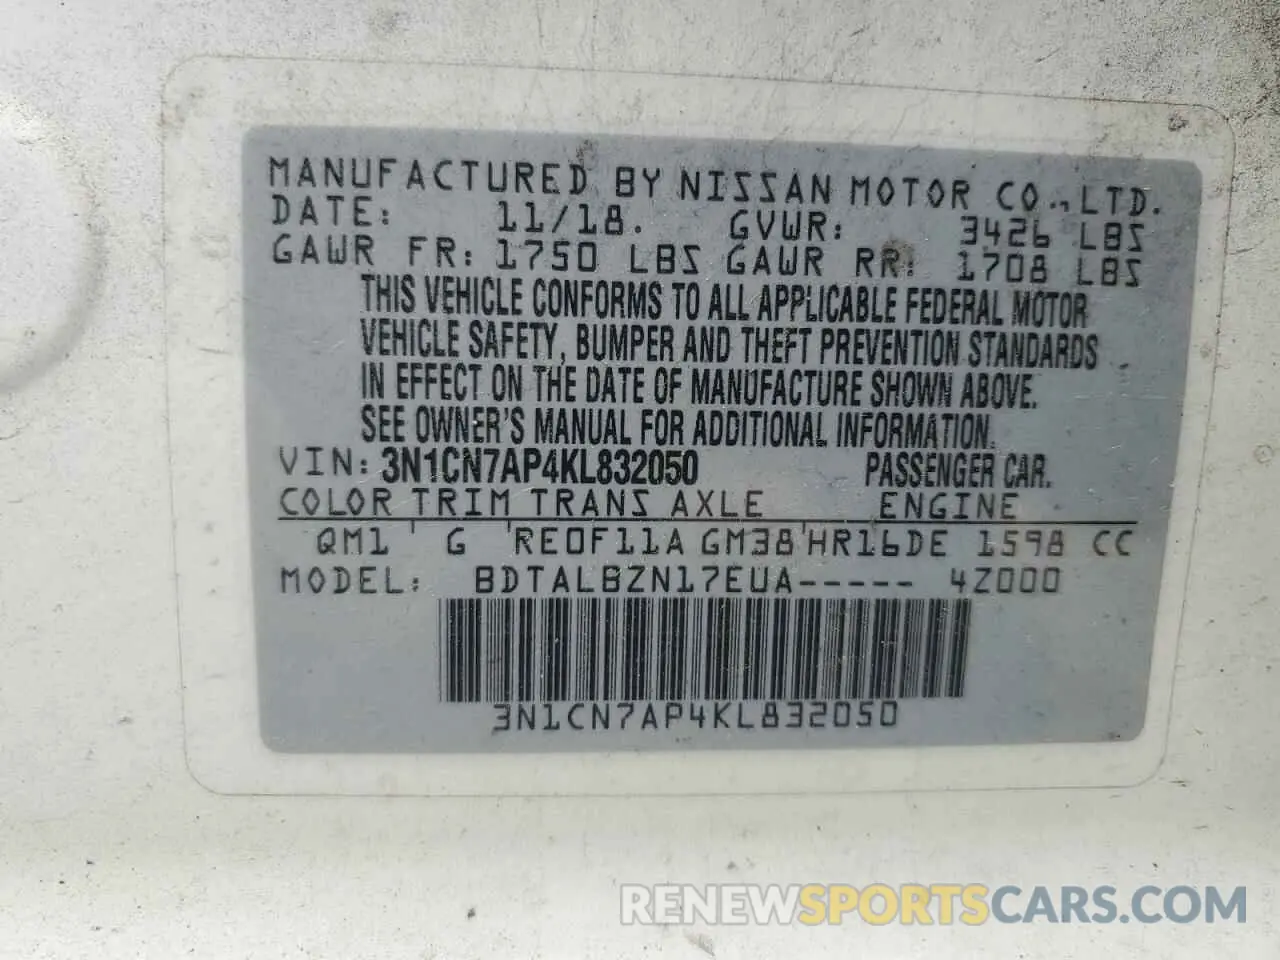 MANUFACTURED BY NISSAN MOTOR CO., LTD.
DATE: 11/18. GVWR: 3426 LBS
GAWR FR: 1750 LBS GAWR RR: 1708 LBS
THIS VEHICLE CONFORMS TO ALL APPLICABLE FEDERAL MOTOR
VEHICLE SAFETY, BUMPER AND THEFT PREVENTION STANDARDS
IN EFFECT ON THE DATE OF MANUFACTURE SHOWN ABOVE.
SEE OWNER'S MANUAL FOR ADDITIONAL INFORMATION.
VIN: 3N1CN7AP4KL832050 PASSENGER CAR.
COLOR TRIM TRANS AXLE ENGINE
QM1 G RE0F11A GM38 HR16DE 1598 CC
MODEL: BDTALBZN17EUA----- 4Z000
3N1CN7AP4KL832050
RENEWSPORTSCARS.COM